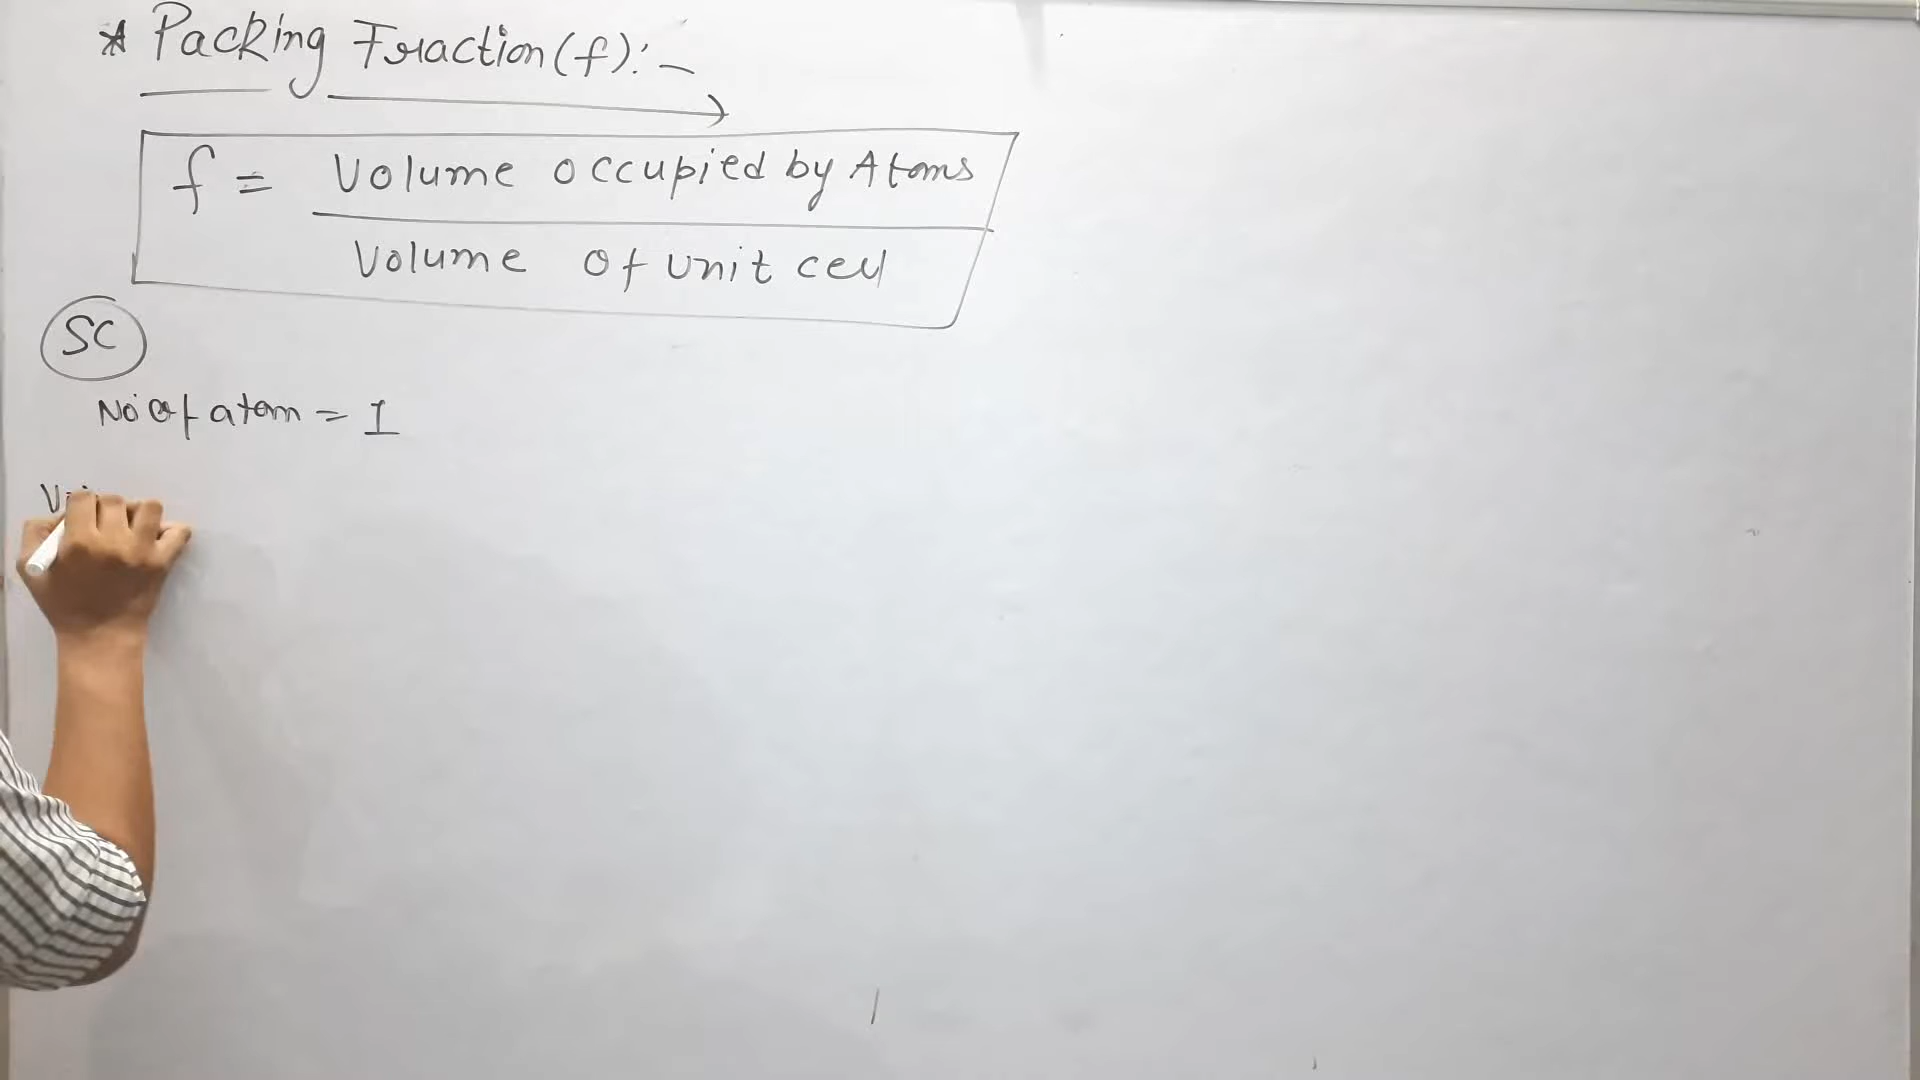 * Packing Fraction (f):-
f = Volume occupied by Atoms
Volume of unit cell
SC
No of atom = 1